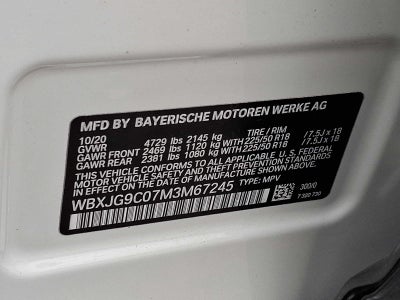 MFD BY BAYERISCHE MOTOREN WERKE AG
10/20 TIRE / RIM
GVWR 4729 lbs 2145 kg
GAWR FRONT 2469 lbs 1120 kg WITH 225/50 R18 /7.5J x 18
GAWR REAR 2381 lbs 1080 kg WITH 225/50 R18 /7.5J x 18
THIS VEHICLE CONFORMS TO ALL APPLICABLE U.S. FEDERAL
MOTOR VEHICLE SAFETY, BUMPER, AND THEFT PREVENTION STANDARDS
IN EFFECT ON THE DATE OF MANUFACTURE SHOWN ABOVE.
WBXJG9C07M3M67245 TYPE: MPV
300/0